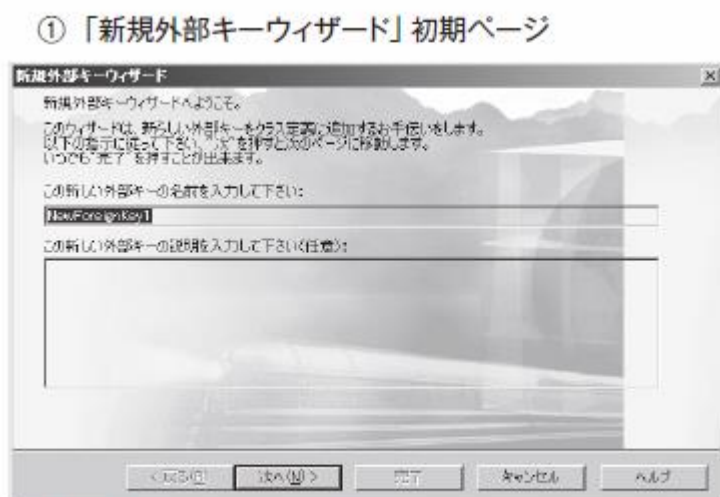 ① 「新規外部キーウィザード」初期ページ
新規外部キーウィザード
新規外部キーウィザードへようこそ。
このウィザードは、新らしい外部キーをクラス定義に追加するお手伝いをします。
以下の指示に従って下さい、"次"を押すと次のページに移動します。
いつでも"完了"を押すことが出来ます。
この新しい外部キーの名前を入力して下さい:
NewForeignKey1
この新しい外部キーの説明を入力して下さい(任意):
< 戻る(B) 次へ(N) > 完了 キャンセル ヘルプ